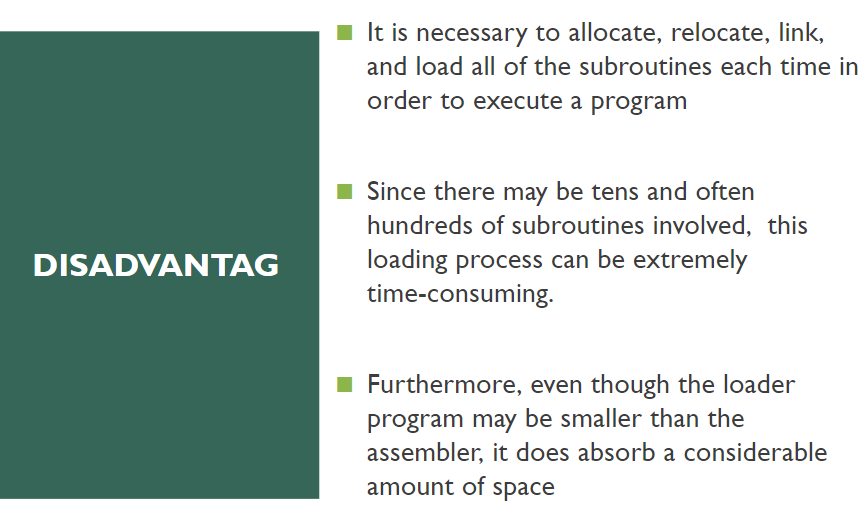 DISADVANTAG
It is necessary to allocate, relocate, link,
and load all of the subroutines each time in
order to execute a program
Since there may be tens and often
hundreds of subroutines involved,  this
loading process can be extremely
time-consuming.
Furthermore, even though the loader
program may be smaller than the
assembler, it does absorb a considerable
amount of space